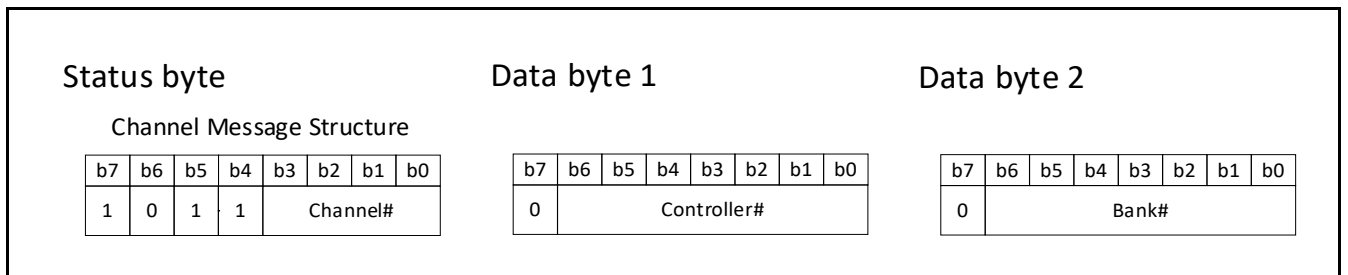 Status byte
Data byte 1
Data byte 2
Channel Message Structure
b7 b6 b5 b4 b3 b2 b1 b0
b7 b6 b5 b4 b3 b2 b1 b0
b7 b6 b5 b4 b3 b2 b1 b0
1 0 1 1 Channel#
0 Controller#
0 Bank#